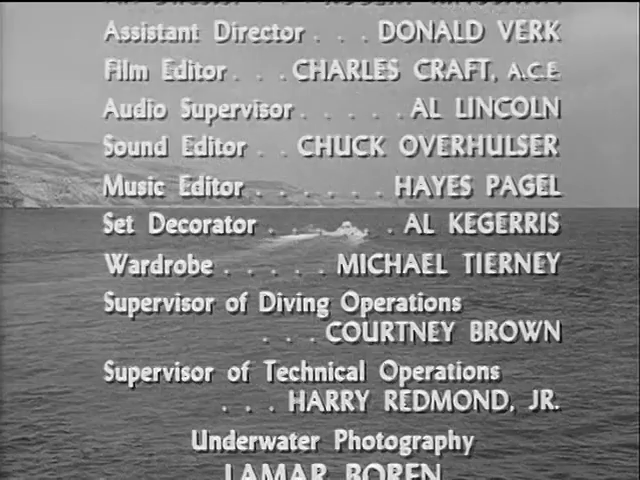 Assistant Director . . . DONALD VERK
Film Editor . . . CHARLES CRAFT, A.C.E.
Audio Supervisor . . . . . AL LINCOLN
Sound Editor . . CHUCK OVERHULSER
Music Editor . . . . . . HAYES PAGEL
Set Decorator . . . . . AL KEGERRIS
Wardrobe . . . . . MICHAEL TIERNEY
Supervisor of Diving Operations
. . . COURTNEY BROWN
Supervisor of Technical Operations
. . . HARRY REDMOND, JR.
Underwater Photography
LAMAR BOREN